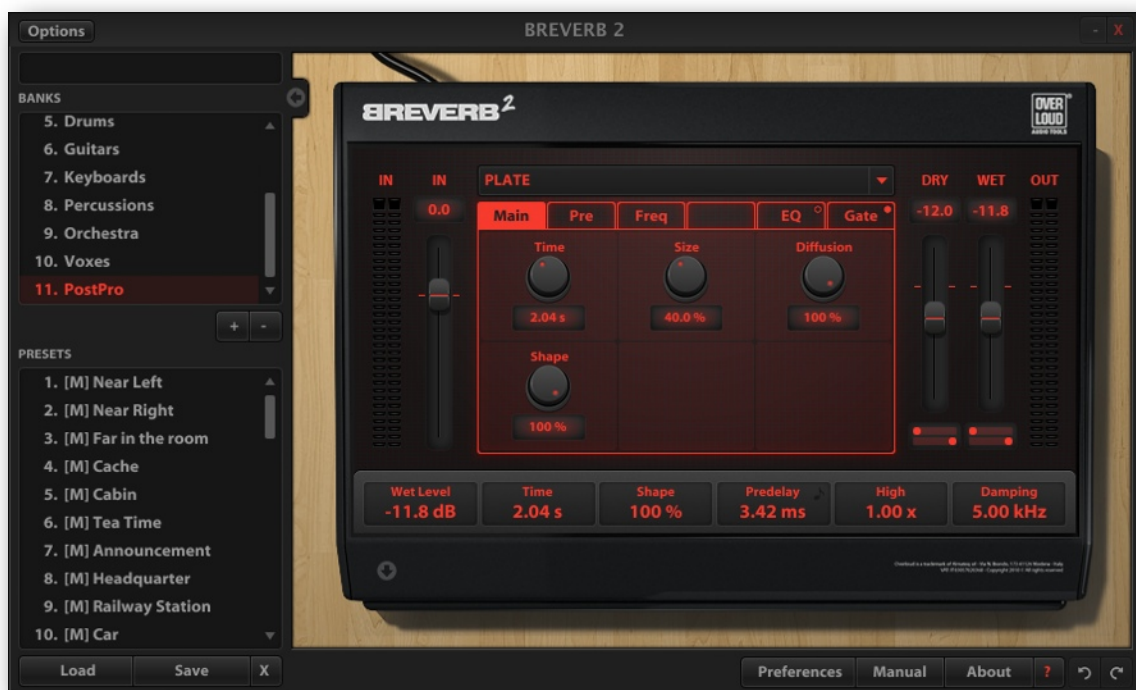 Options
BREVERB 2
- X
BANKS
5. Drums
6. Guitars
7. Keyboards
8. Percussions
9. Orchestra
10. Voxes
11. PostPro
+ -
PRESETS
1. [M] Near Left
2. [M] Near Right
3. [M] Far in the room
4. [M] Cache
5. [M] Cabin
6. [M] Tea Time
7. [M] Announcement
8. [M] Headquarter
9. [M] Railway Station
10. [M] Car
Load Save X
BREVERB 2
OVER
LOUD
AUDIO TOOLS
IN IN PLATE DRY WET OUT
0.0 -12.0 -11.8
Main Pre Freq EQ Gate
Time Size Diffusion
2.04 s 40.0 % 100 %
Shape
100 %
Wet Level Time Shape Predelay High Damping
-11.8 dB 2.04 s 100 % 3.42 ms 1.00 x 5.00 kHz
Preferences Manual About ?